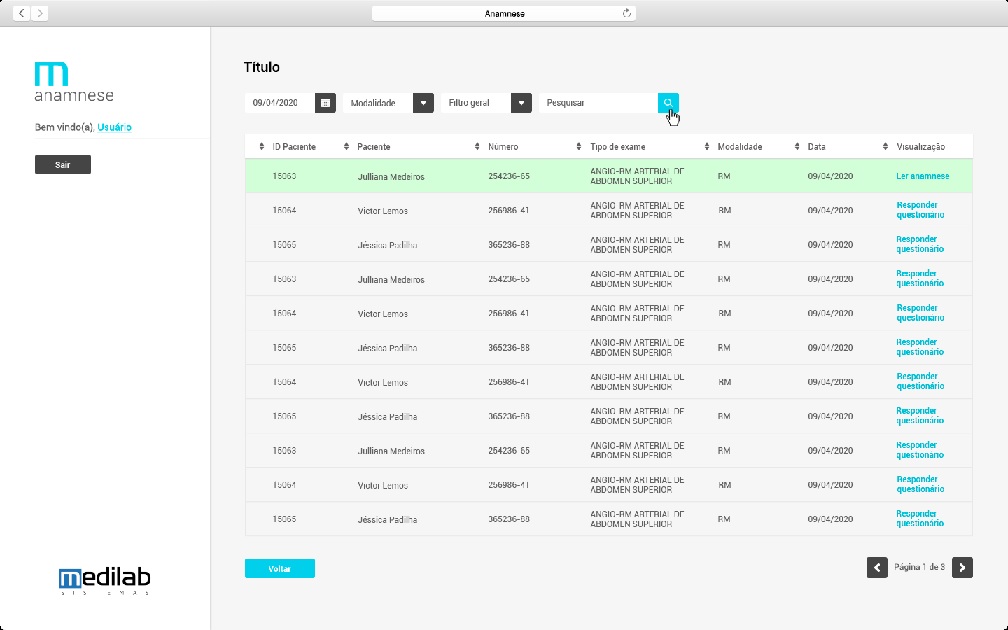 Anamnese
m
anamnese
Bem vindo(a), Usuário
Sair
Título
09/04/2020 Modalidade Filtro geral Pesquisar
ID Paciente Paciente Número Tipo de exame Modalidade Data Visualização
15063 Julliana Medeiros 254236-65 ANGIO-RM ARTERIAL DE RM 09/04/2020 Ler anamnese
ABDOMEN SUPERIOR
15064 Victor Lemos 256986-41 ANGIO-RM ARTERIAL DE RM 09/04/2020 Responder
ABDOMEN SUPERIOR questionário
15065 Jéssica Padilha 365236-88 ANGIO-RM ARTERIAL DE RM 09/04/2020 Responder
ABDOMEN SUPERIOR questionário
15063 Julliana Medeiros 254236-65 ANGIO-RM ARTERIAL DE RM 09/04/2020 Responder
ABDOMEN SUPERIOR questionário
15064 Victor Lemos 256986-41 ANGIO-RM ARTERIAL DE RM 09/04/2020 Responder
ABDOMEN SUPERIOR questionário
15065 Jéssica Padilha 365236-88 ANGIO-RM ARTERIAL DE RM 09/04/2020 Responder
ABDOMEN SUPERIOR questionário
15064 Victor Lemos 256986-41 ANGIO-RM ARTERIAL DE RM 09/04/2020 Responder
ABDOMEN SUPERIOR questionário
15065 Jéssica Padilha 365236-88 ANGIO-RM ARTERIAL DE RM 09/04/2020 Responder
ABDOMEN SUPERIOR questionário
15063 Julliana Medeiros 254236-65 ANGIO-RM ARTERIAL DE RM 09/04/2020 Responder
ABDOMEN SUPERIOR questionário
15064 Victor Lemos 256986-41 ANGIO-RM ARTERIAL DE RM 09/04/2020 Responder
ABDOMEN SUPERIOR questionário
15065 Jéssica Padilha 365236-88 ANGIO-RM ARTERIAL DE RM 09/04/2020 Responder
ABDOMEN SUPERIOR questionário
Voltar Página 1 de 3
medilab
SISTEMAS